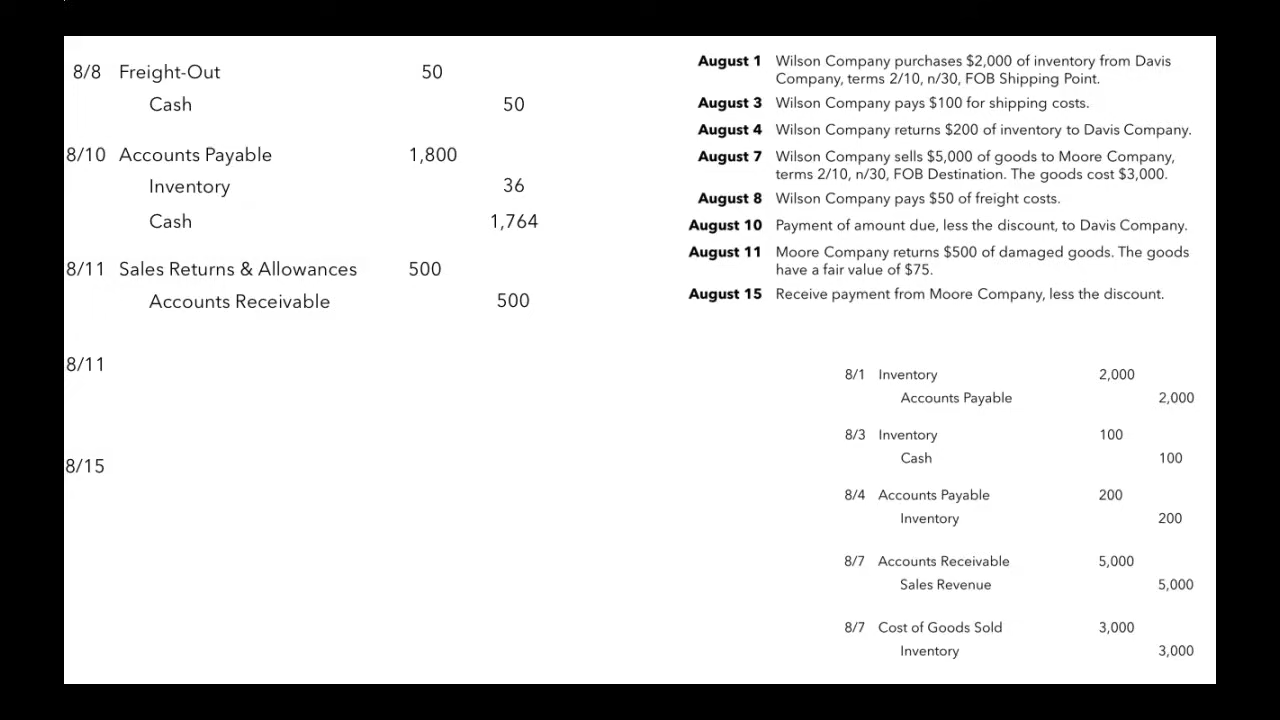 8/8 Freight-Out 50
Cash 50
8/10 Accounts Payable 1,800
Inventory 36
Cash 1,764
8/11 Sales Returns & Allowances 500
Accounts Receivable 500
8/11
8/15
August 1 Wilson Company purchases $2,000 of inventory from Davis
Company, terms 2/10, n/30, FOB Shipping Point.
August 3 Wilson Company pays $100 for shipping costs.
August 4 Wilson Company returns $200 of inventory to Davis Company.
August 7 Wilson Company sells $5,000 of goods to Moore Company,
terms 2/10, n/30, FOB Destination. The goods cost $3,000.
August 8 Wilson Company pays $50 of freight costs.
August 10 Payment of amount due, less the discount, to Davis Company.
August 11 Moore Company returns $500 of damaged goods. The goods
have a fair value of $75.
August 15 Receive payment from Moore Company, less the discount.
8/1 Inventory 2,000
Accounts Payable 2,000
8/3 Inventory 100
Cash 100
8/4 Accounts Payable 200
Inventory 200
8/7 Accounts Receivable 5,000
Sales Revenue 5,000
8/7 Cost of Goods Sold 3,000
Inventory 3,000